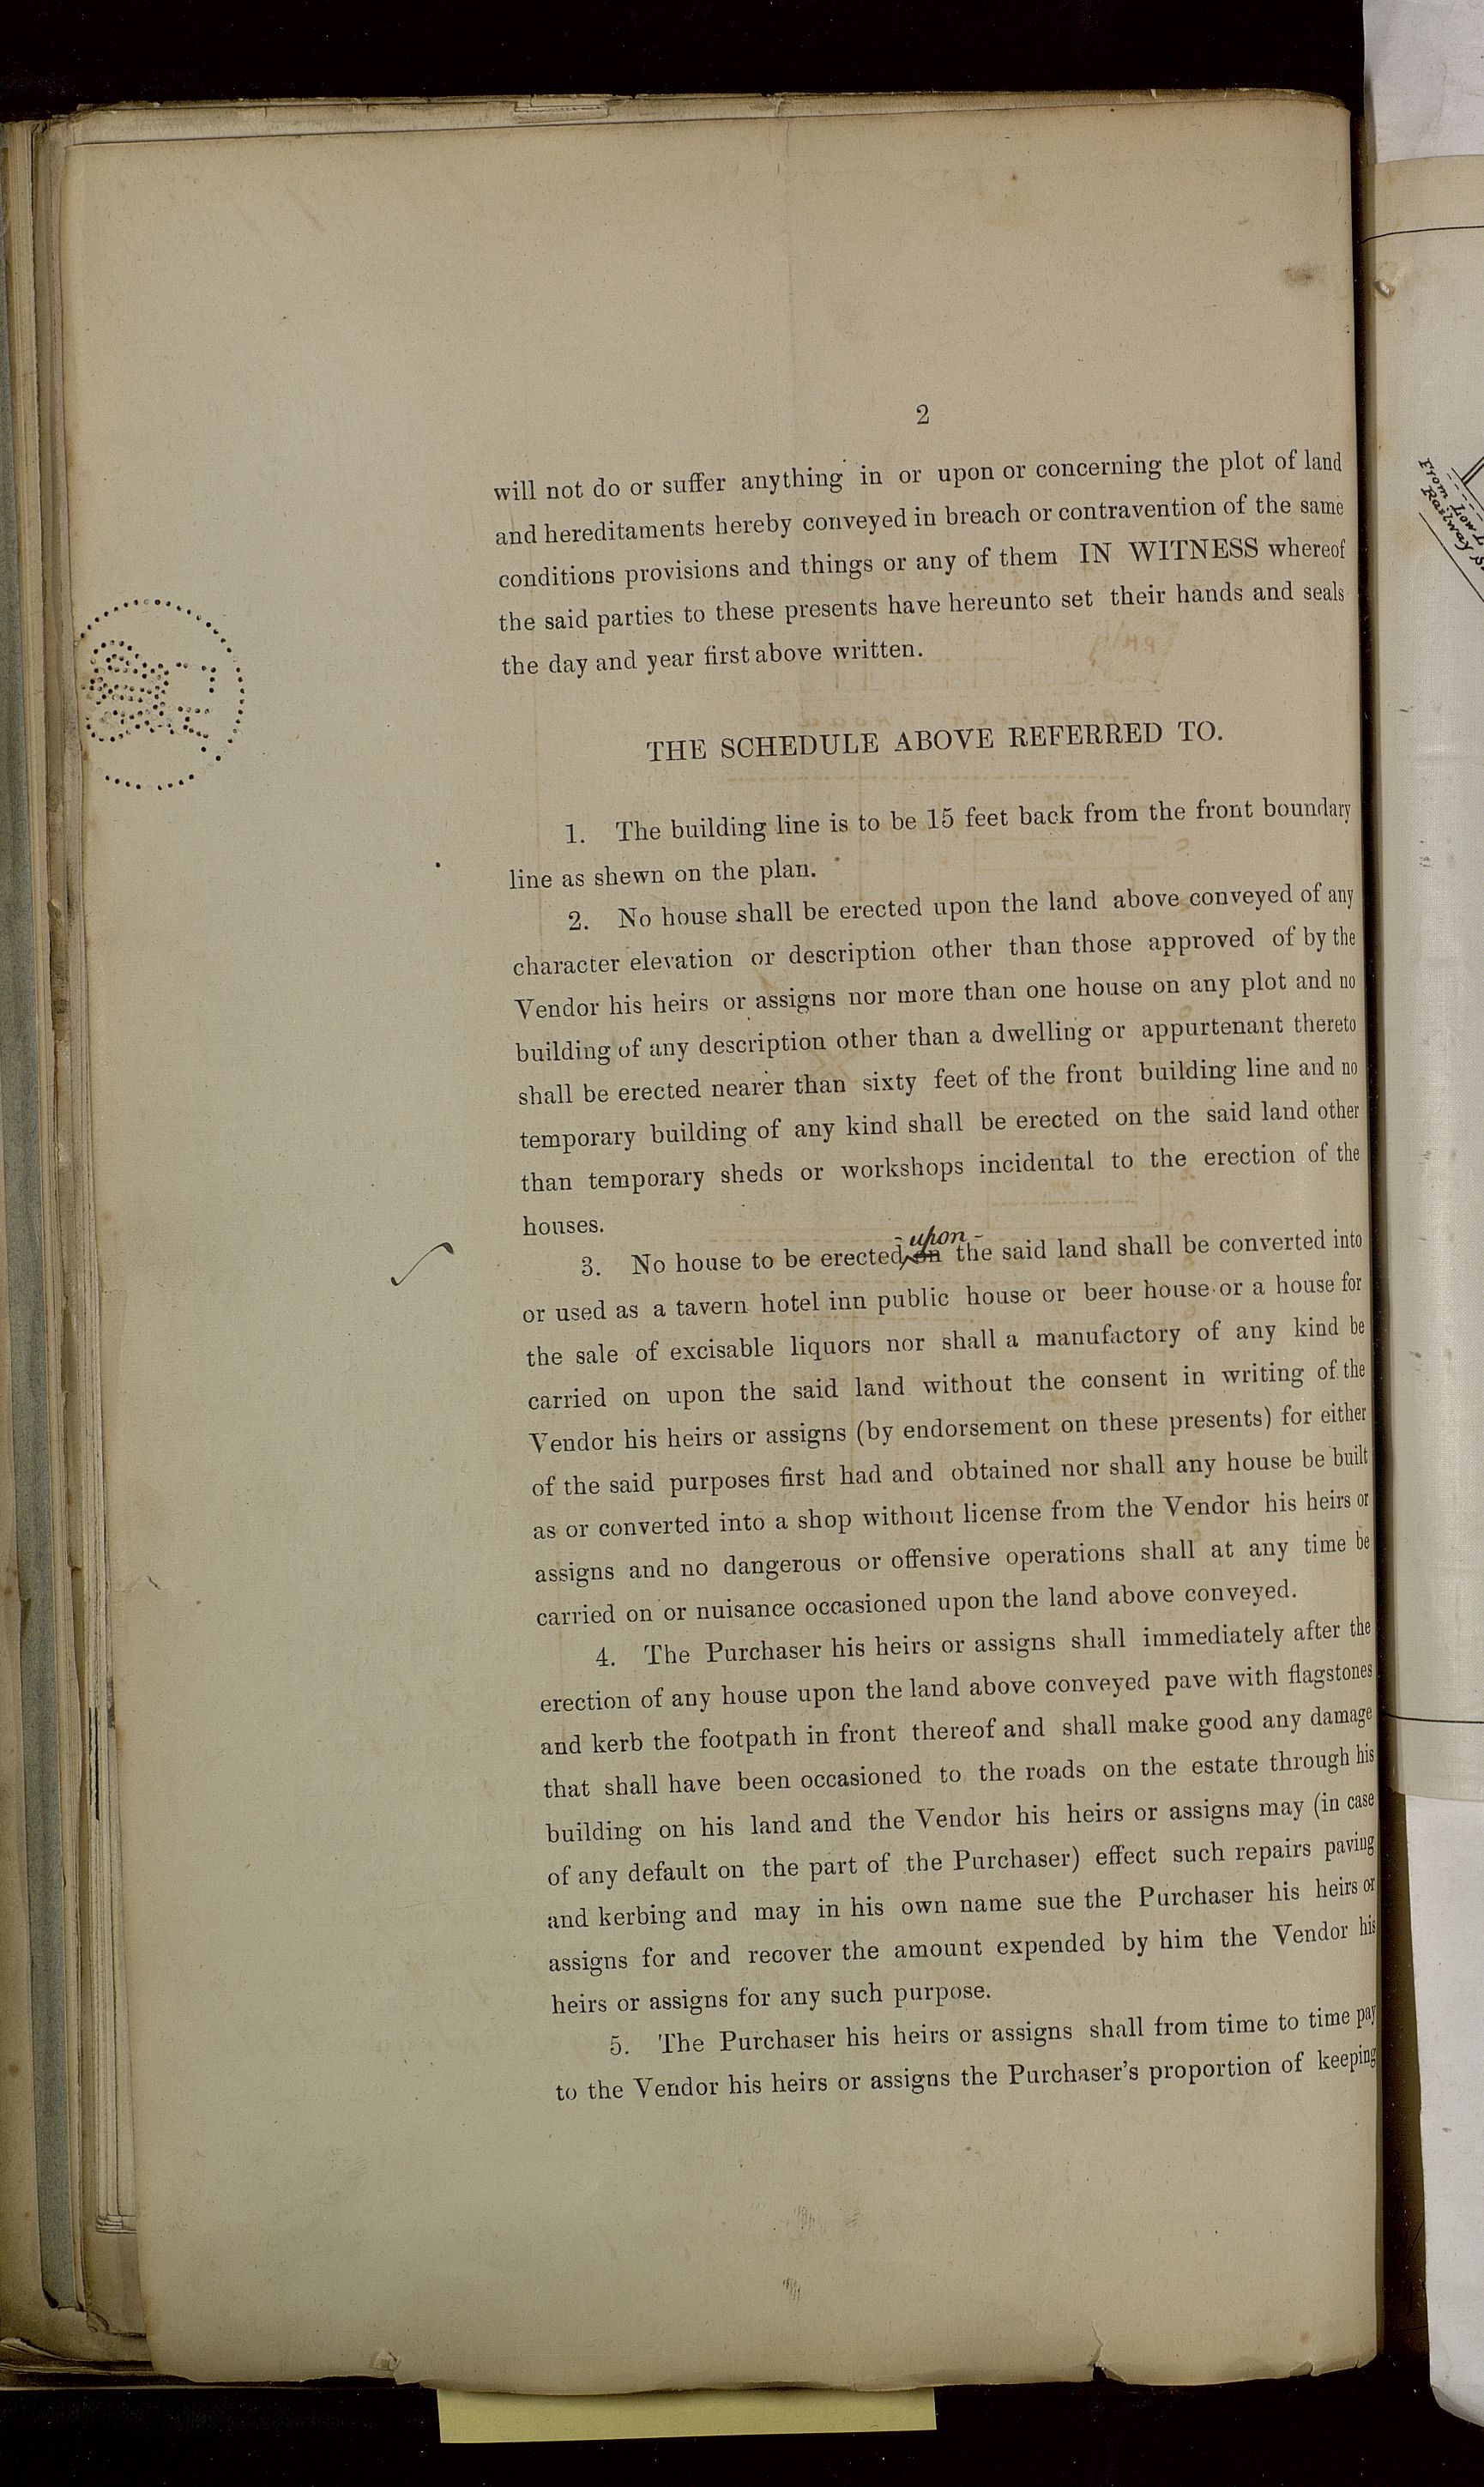 2
will not do or suffer anything in or upon or concerning the plot of land
and hereditaments hereby conveyed in breach or contravention of the same
conditions provisions and things or any of them IN WITNESS whereof
the said parties to these presents have hereunto set their hands and seals
the day and year first above written.
THE SCHEDULE ABOVE REFERRED TO.
1. The building line is to be 15 feet back from the front boundary
line as shewn on the plan.
2. No house shall be erected upon the land above conveyed of any
character elevation or description other than those approved of by the
Vendor his heirs or assigns nor more than one house on any plot and no
building of any description other than a dwelling or appurtenant thereto
shall be erected nearer than sixty feet of the front building line and no
temporary building of any kind shall be erected on the said land other
than temporary sheds or workshops incidental to the erection of the
houses.
- upon -
3. No house to be erected on the said land shall be converted into
or used as a tavern hotel inn public house or beer house or a house for
the sale of excisable liquors nor shall a manufactory of any kind be
carried on upon the said land without the consent in writing of the
Vendor his heirs or assigns (by endorsement on these presents) for either
of the said purposes first had and obtained nor shall any house be built
as or converted into a shop without license from the Vendor his heirs or
assigns and no dangerous or offensive operations shall at any time be
carried on or nuisance occasioned upon the land above conveyed.
4. The Purchaser his heirs or assigns shall immediately after the
erection of any house upon the land above conveyed pave with flagstones
and kerb the footpath in front thereof and shall make good any damage
that shall have been occasioned to the roads on the estate through his
building on his land and the Vendor his heirs or assigns may (in case
of any default on the part of the Purchaser) effect such repairs paving
and kerbing and may in his own name sue the Purchaser his heirs or
assigns for and recover the amount expended by him the Vendor his
heirs or assigns for any such purpose.
5. The Purchaser his heirs or assigns shall from time to time pay
to the Vendor his heirs or assigns the Purchaser's proportion of keeping
From Low
Railway